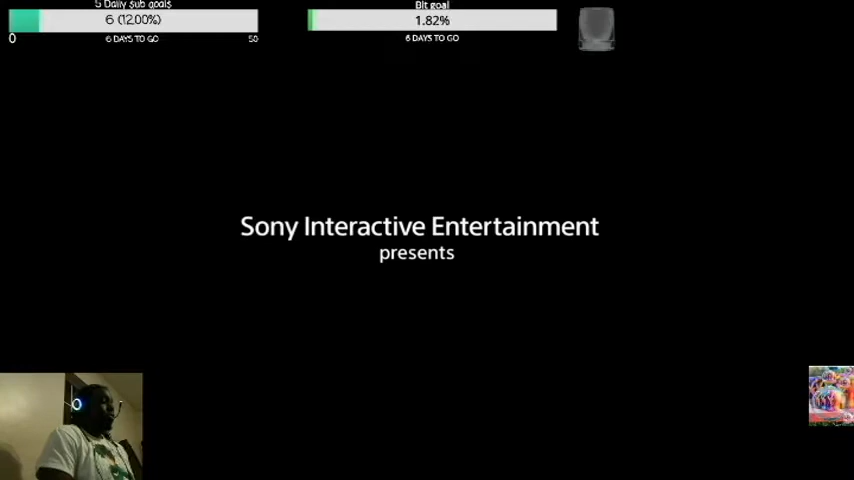 5 Daily sub goals
6 (12.00%)
0
6 DAYS TO GO
50
Bit goal
1.82%
6 DAYS TO GO
Sony Interactive Entertainment
presents